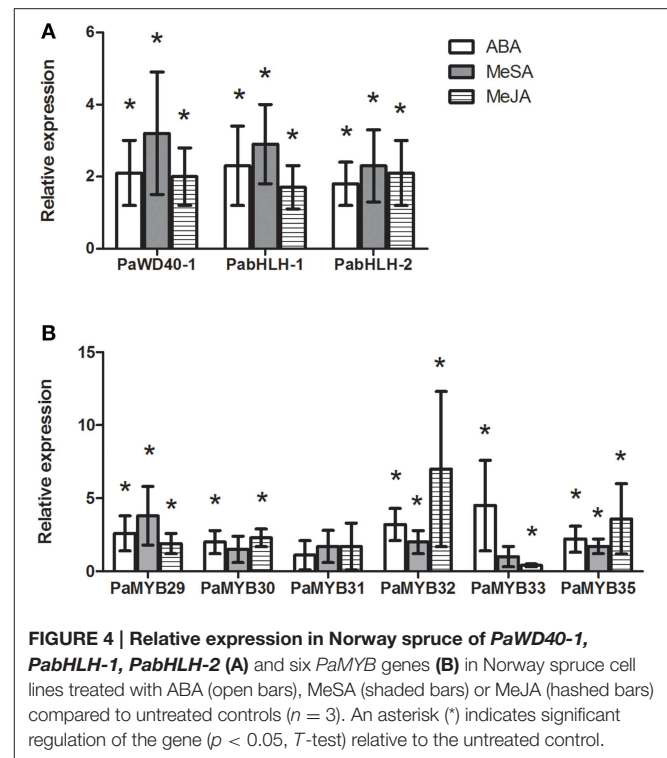 A
6
4
2
0
Relative expression
* * * * * * * * *
PaWD40-1 PabHLH-1 PabHLH-2
ABA
MeSA
MeJA
B
15
10
5
0
Relative expression
* * * * * * * * * * * * * *
PaMYB29 PaMYB30 PaMYB31 PaMYB32 PaMYB33 PaMYB35
FIGURE 4 | Relative expression in Norway spruce of PaWD40-1,
PabHLH-1, PabHLH-2 (A) and six PaMYB genes (B) in Norway spruce cell
lines treated with ABA (open bars), MeSA (shaded bars) or MeJA (hashed bars)
compared to untreated controls (n = 3). An asterisk (*) indicates significant
regulation of the gene (p < 0.05, T-test) relative to the untreated control.